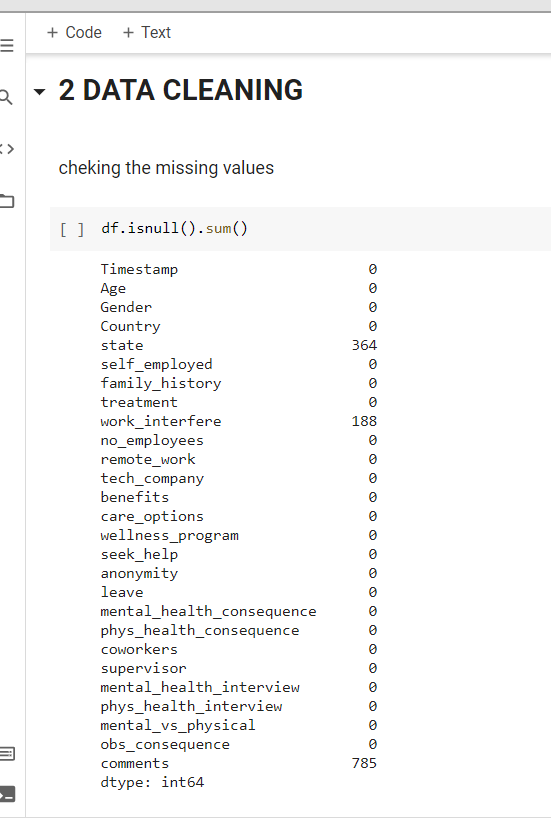 + Code + Text
2 DATA CLEANING
cheking the missing values
[ ] df.isnull().sum()
Timestamp 0
Age 0
Gender 0
Country 0
state 364
self_employed 0
family_history 0
treatment 0
work_interfere 188
no_employees 0
remote_work 0
tech_company 0
benefits 0
care_options 0
wellness_program 0
seek_help 0
anonymity 0
leave 0
mental_health_consequence 0
phys_health_consequence 0
coworkers 0
supervisor 0
mental_health_interview 0
phys_health_interview 0
mental_vs_physical 0
obs_consequence 0
comments 785
dtype: int64